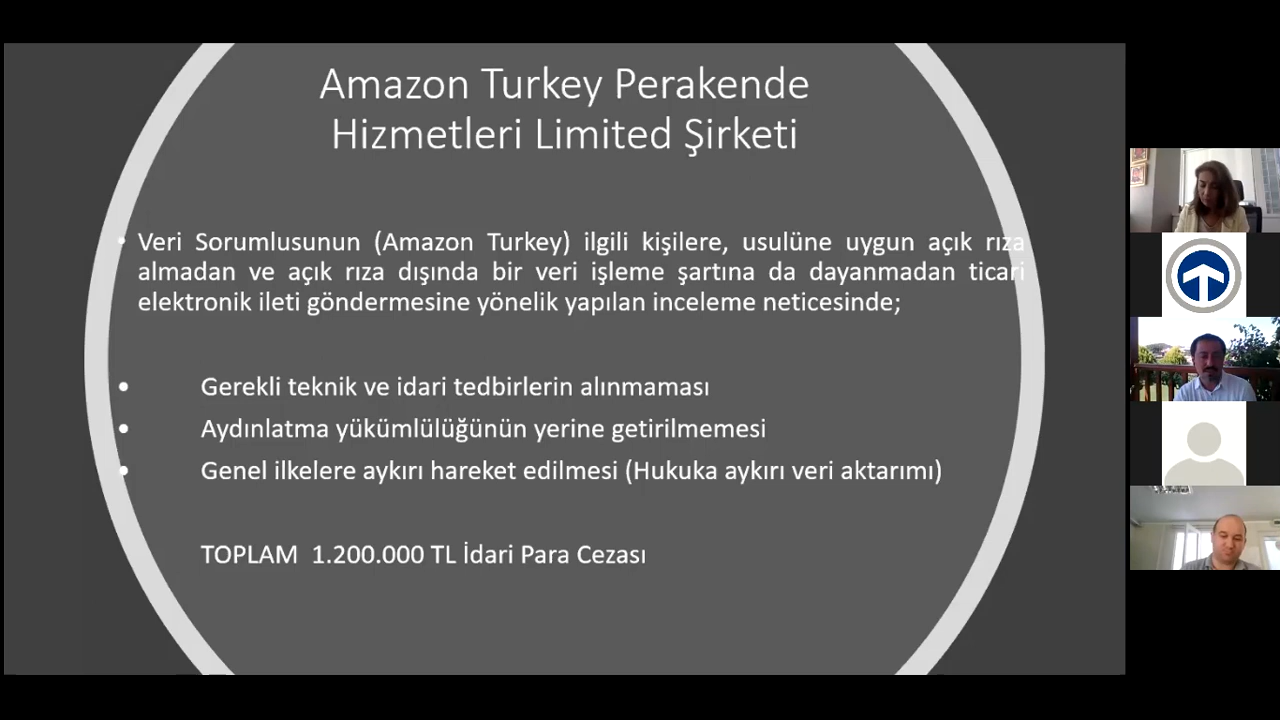 Amazon Turkey Perakende
Hizmetleri Limited Şirketi
• Veri Sorumlusunun (Amazon Turkey) ilgili kişilere, usulüne uygun açık rıza
almadan ve açık rıza dışında bir veri işleme şartına da dayanmadan ticari
elektronik ileti göndermesine yönelik yapılan inceleme neticesinde;
• Gerekli teknik ve idari tedbirlerin alınmaması
• Aydınlatma yükümlülüğünün yerine getirilmemesi
• Genel ilkelere aykırı hareket edilmesi (Hukuka aykırı veri aktarımı)
TOPLAM 1.200.000 TL İdari Para Cezası